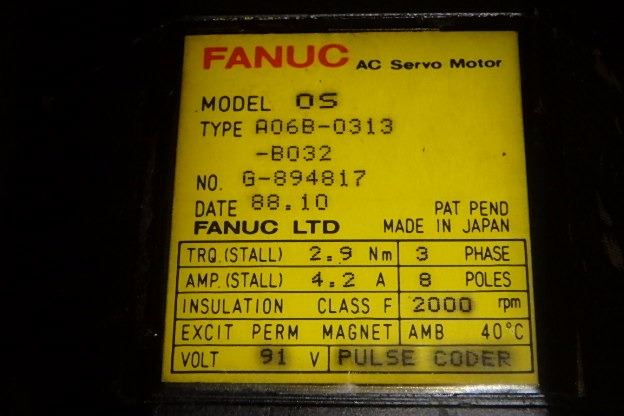 FANUC AC Servo Motor
MODEL 0S
TYPE A06B-0313
-B032
NO. G-894817
DATE 88.10 PAT PEND
FANUC LTD MADE IN JAPAN
TRQ.(STALL) 2.9 Nm 3 PHASE
AMP.(STALL) 4.2 A 8 POLES
INSULATION CLASS F 2000 rpm
EXCIT PERM MAGNET AMB 40°C
VOLT 91 V PULSE CODER